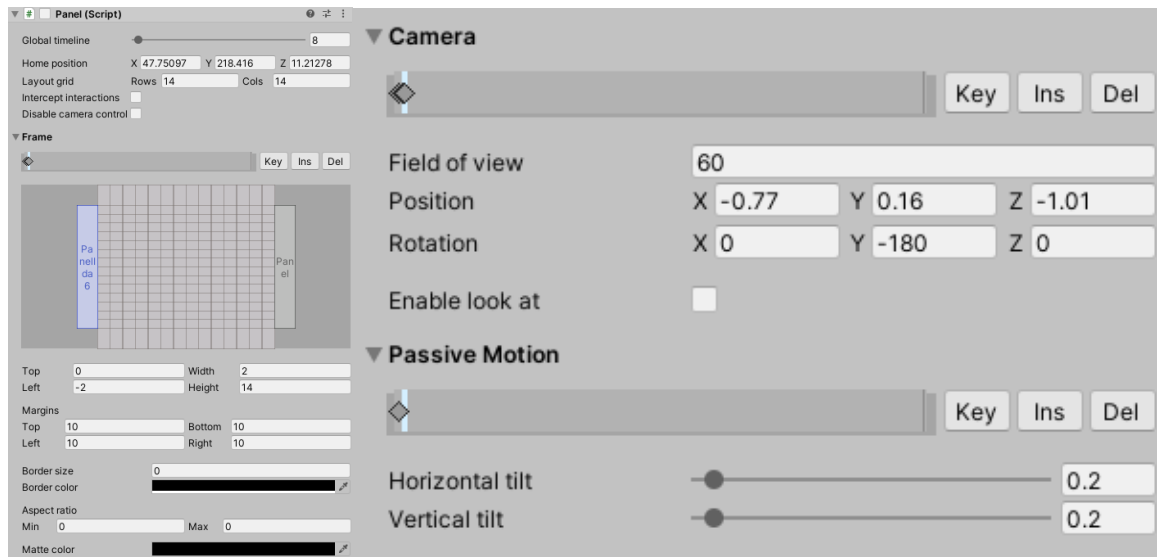 Panel (Script)
Global timeline 8
Home position X 47.75097 Y 218.416 Z 11.21278
Layout grid Rows 14 Cols 14
Intercept interactions
Disable camera control
Frame
Key Ins Del
Pa
nell
da
6
Pan
el
Top 0 Width 2
Left -2 Height 14
Margins
Top 10 Bottom 10
Left 10 Right 10
Border size 0
Border color
Aspect ratio
Min 0 Max 0
Matte color
Camera
Key Ins Del
Field of view 60
Position X -0.77 Y 0.16 Z -1.01
Rotation X 0 Y -180 Z 0
Enable look at
Passive Motion
Key Ins Del
Horizontal tilt 0.2
Vertical tilt 0.2